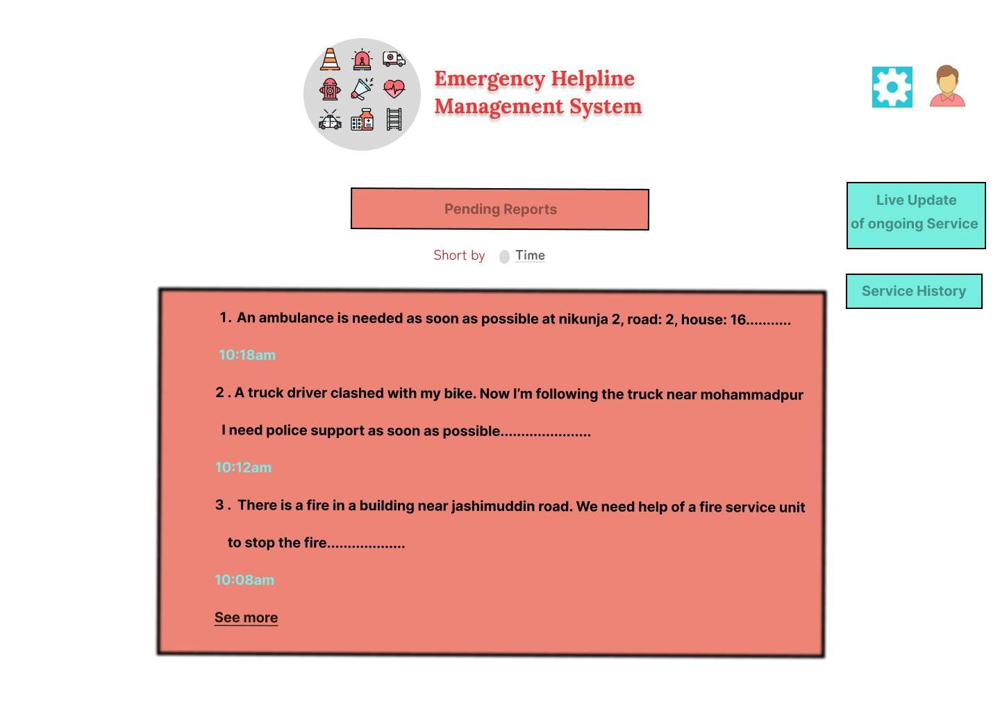 Emergency Helpline
Management System
Pending Reports
Live Update
of ongoing Service
Short by Time
Service History
1. An ambulance is needed as soon as possible at nikunja 2, road: 2, house: 16...........
10:18am
2 . A truck driver clashed with my bike. Now I’m following the truck near mohammadpur
I need police support as soon as possible......................
10:12am
3 . There is a fire in a building near jashimuddin road. We need help of a fire service unit
to stop the fire...................
10:08am
See more